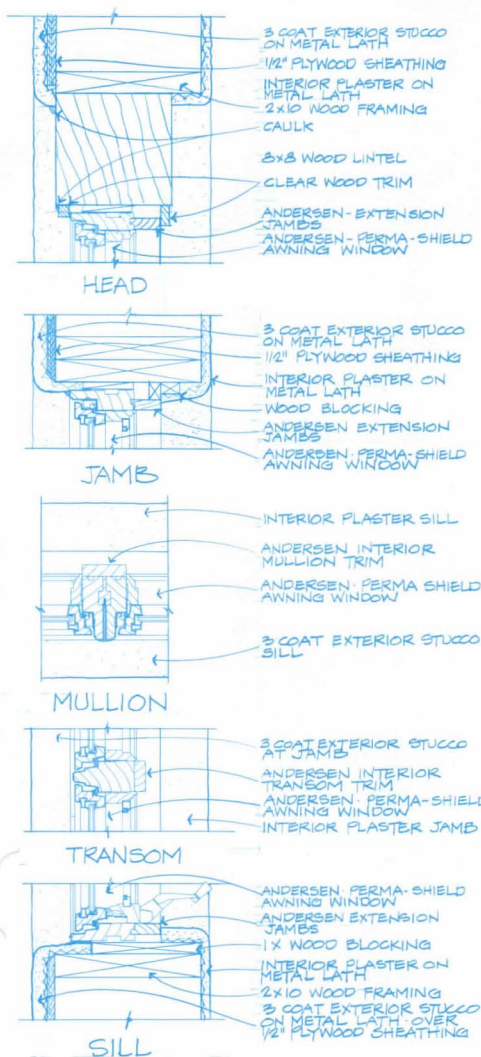 3 COAT EXTERIOR STUCCO
ON METAL LATH
1/2" PLYWOOD SHEATHING
INTERIOR PLASTER ON
METAL LATH
2x10 WOOD FRAMING
CAULK
8x8 WOOD LINTEL
CLEAR WOOD TRIM
ANDERSEN-EXTENSION
JAMBS
ANDERSEN-PERMA-SHIELD
AWNING WINDOW
HEAD
3 COAT EXTERIOR STUCCO
ON METAL LATH
1/2" PLYWOOD SHEATHING
INTERIOR PLASTER ON
METAL LATH
WOOD BLOCKING
ANDERSEN EXTENSION
JAMBS
ANDERSEN·PERMA-SHIELD
AWNING WINDOW
JAMB
INTERIOR PLASTER SILL
ANDERSEN INTERIOR
MULLION TRIM
ANDERSEN·PERMA SHIELD
AWNING WINDOW
3 COAT EXTERIOR STUCCO
SILL
MULLION
3 COAT EXTERIOR STUCCO
AT JAMB
ANDERSEN INTERIOR
TRANSOM TRIM
ANDERSEN·PERMA-SHIELD
AWNING WINDOW
INTERIOR PLASTER JAMB
TRANSOM
ANDERSEN·PERMA-SHIELD
AWNING WINDOW
ANDERSEN EXTENSION
JAMBS
1x WOOD BLOCKING
INTERIOR PLASTER ON
METAL LATH
2x10 WOOD FRAMING
3 COAT EXTERIOR STUCCO
ON METAL LATH OVER
1/2" PLYWOOD SHEATHING
SILL